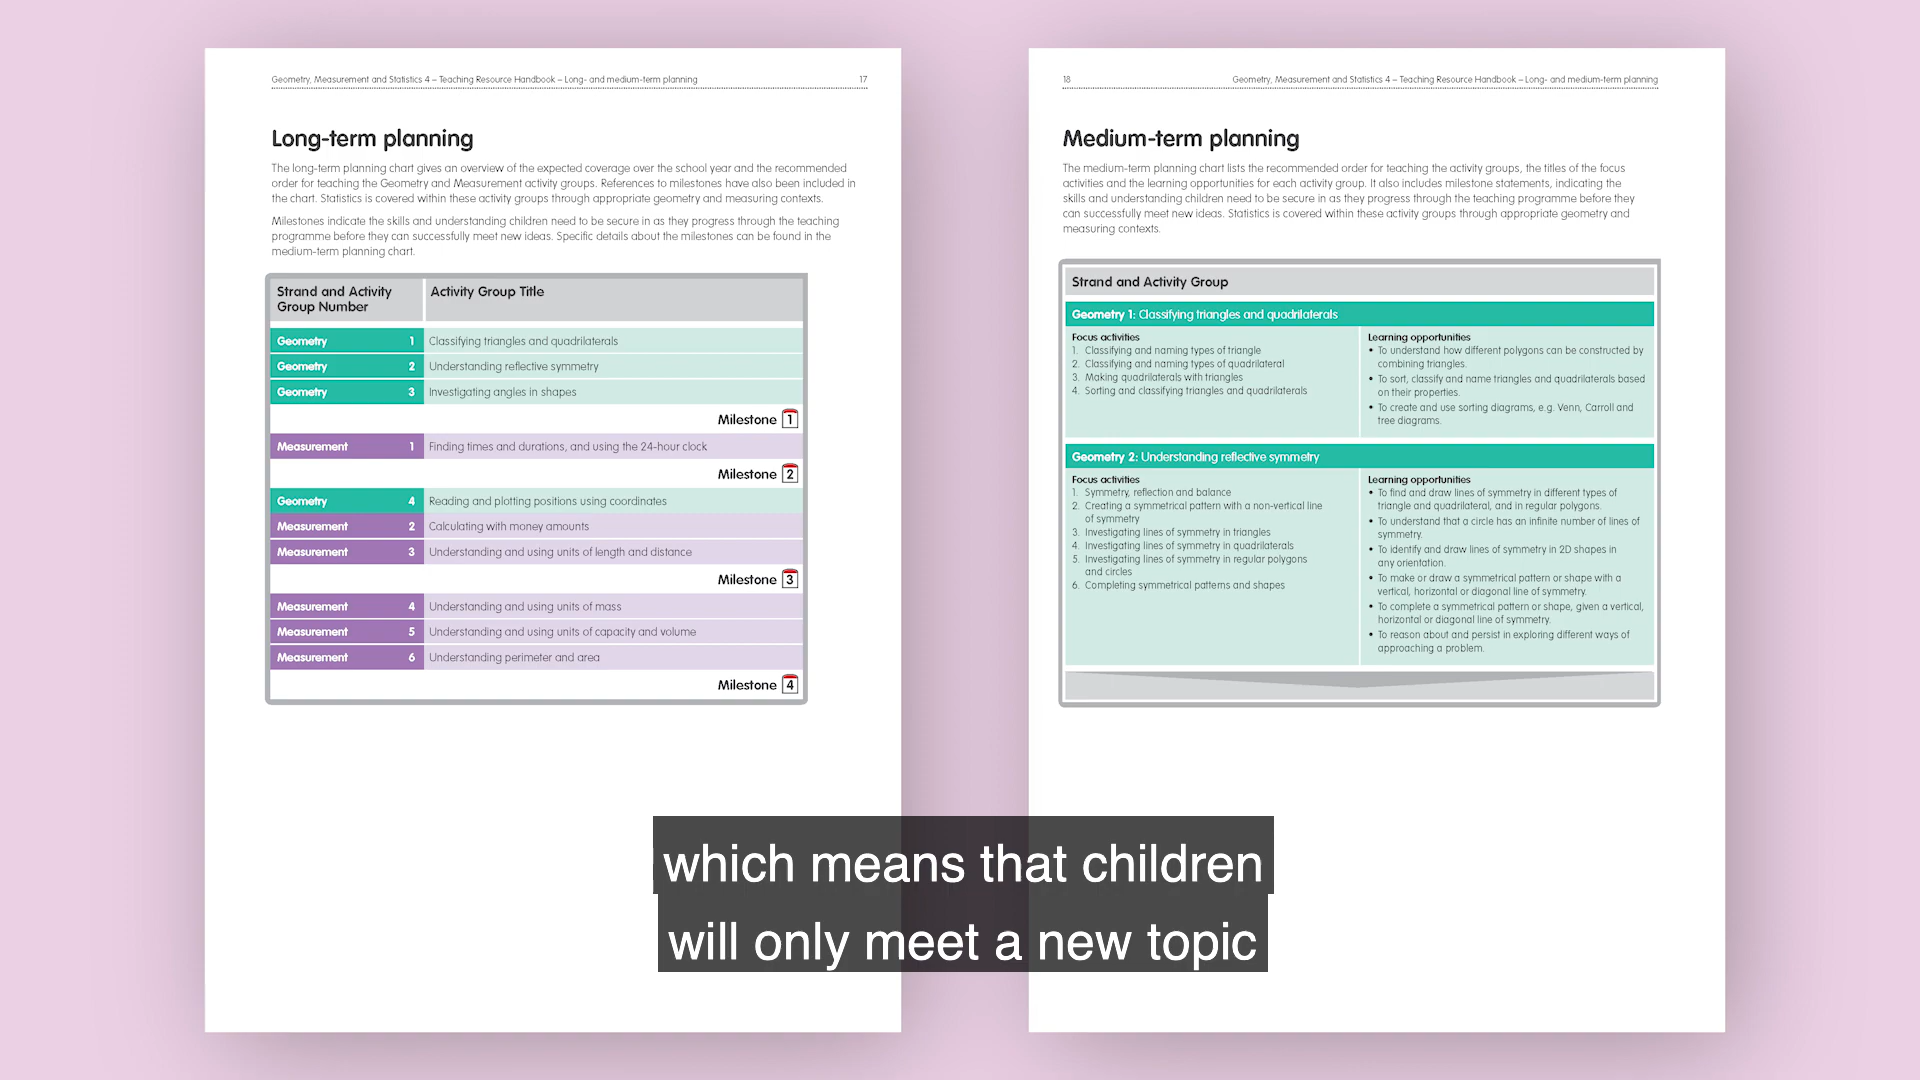 Geometry, Measurement and Statistics 4 – Teaching Resource Handbook – Long- and medium-term planning 17
Long-term planning
The long-term planning chart gives an overview of the expected coverage over the school year and the recommended
order for teaching the Geometry and Measurement activity groups. References to milestones have also been included in
the chart. Statistics is covered within these activity groups through appropriate geometry and measuring contexts.
Milestones indicate the skills and understanding children need to be secure in as they progress through the teaching
programme before they can successfully meet new ideas. Specific details about the milestones can be found in the
medium-term planning chart.
Strand and Activity
Group Number
Activity Group Title
Geometry 1 Classifying triangles and quadrilaterals
Geometry 2 Understanding reflective symmetry
Geometry 3 Investigating angles in shapes
Milestone 1
Measurement 1 Finding times and durations, and using the 24-hour clock
Milestone 2
Geometry 4 Reading and plotting positions using coordinates
Measurement 2 Calculating with money amounts
Measurement 3 Understanding and using units of length and distance
Milestone 3
Measurement 4 Understanding and using units of mass
Measurement 5 Understanding and using units of capacity and volume
Measurement 6 Understanding perimeter and area
Milestone 4
18 Geometry, Measurement and Statistics 4 – Teaching Resource Handbook – Long- and medium-term planning
Medium-term planning
The medium-term planning chart lists the recommended order for teaching the activity groups, the titles of the focus
activities and the learning opportunities for each activity group. It also includes milestone statements, indicating the
skills and understanding children need to be secure in as they progress through the teaching programme before they
can successfully meet new ideas. Statistics is covered within these activity groups through appropriate geometry and
measuring contexts.
Strand and Activity Group
Geometry 1: Classifying triangles and quadrilaterals
Focus activities
1. Classifying and naming types of triangle
2. Classifying and naming types of quadrilateral
3. Making quadrilaterals with triangles
4. Sorting and classifying triangles and quadrilaterals
Learning opportunities
• To understand how different polygons can be constructed by
combining triangles.
• To sort, classify and name triangles and quadrilaterals based
on their properties.
• To create and use sorting diagrams, e.g. Venn, Carroll and
tree diagrams.
Geometry 2: Understanding reflective symmetry
Focus activities
1. Symmetry, reflection and balance
2. Creating a symmetrical pattern with a non-vertical line
of symmetry
3. Investigating lines of symmetry in triangles
4. Investigating lines of symmetry in quadrilaterals
5. Investigating lines of symmetry in regular polygons
and circles
6. Completing symmetrical patterns and shapes
Learning opportunities
• To find and draw lines of symmetry in different types of
triangle and quadrilateral, and in regular polygons.
• To understand that a circle has an infinite number of lines of
symmetry.
• To identify and draw lines of symmetry in 2D shapes in
any orientation.
• To make or draw a symmetrical pattern or shape with a
vertical, horizontal or diagonal line of symmetry.
• To complete a symmetrical pattern or shape, given a vertical,
horizontal or diagonal line of symmetry.
• To reason about and persist in exploring different ways of
approaching a problem.
which means that children
will only meet a new topic